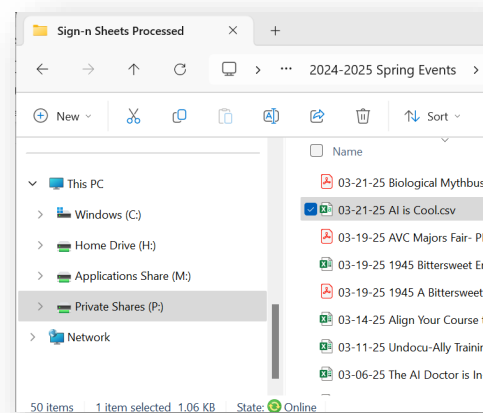 Sign-n Sheets Processed
2024-2025 Spring Events
New
Sort
Name
This PC
Windows (C:)
Home Drive (H:)
Applications Share (M:)
Private Shares (P:)
Network
03-21-25 Biological Mythbus
03-21-25 AI is Cool.csv
03-19-25 AVC Majors Fair-
03-19-25 1945 Bittersweet
03-19-25 1945 A Bittersweet
03-14-25 Align Your Course
03-11-25 Undocu-Ally Trainin
03-06-25 The AI Doctor is In
50 items 1 item selected 1.06 KB State: Online